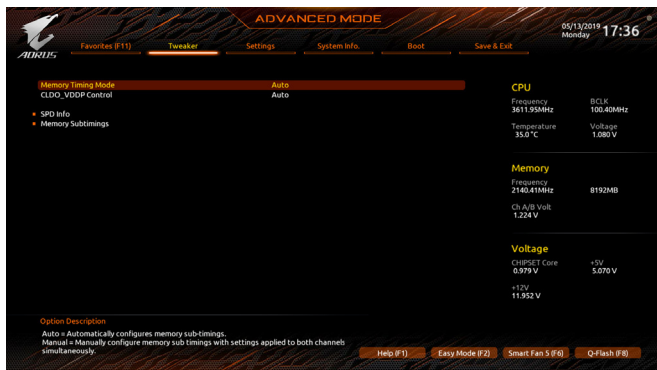 ADVANCED MODE
05/13/2019
Monday
17:36
AORUS
Favorites (F11)
Tweaker
Settings
System Info.
Boot
Save & Exit
Memory Timing Mode Auto
CLDO_VDDP Control Auto
SPD Info
Memory Subtimings
CPU
Frequency BCLK
3611.95MHz 100.40MHz
Temperature Voltage
35.0 °C 1.080 V
Memory
Frequency
2140.41MHz 8192MB
Ch A/B Volt
1.224 V
Voltage
CHIPSET Core +5V
0.979 V 5.070 V
+12V
11.952 V
Option Description
Auto = Automatically configures memory sub-timings.
Manual = Manually configure memory sub timings with settings applied to both channels
simultaneously.
Help (F1) Easy Mode (F2) Smart Fan 5 (F6) Q-Flash (F8)